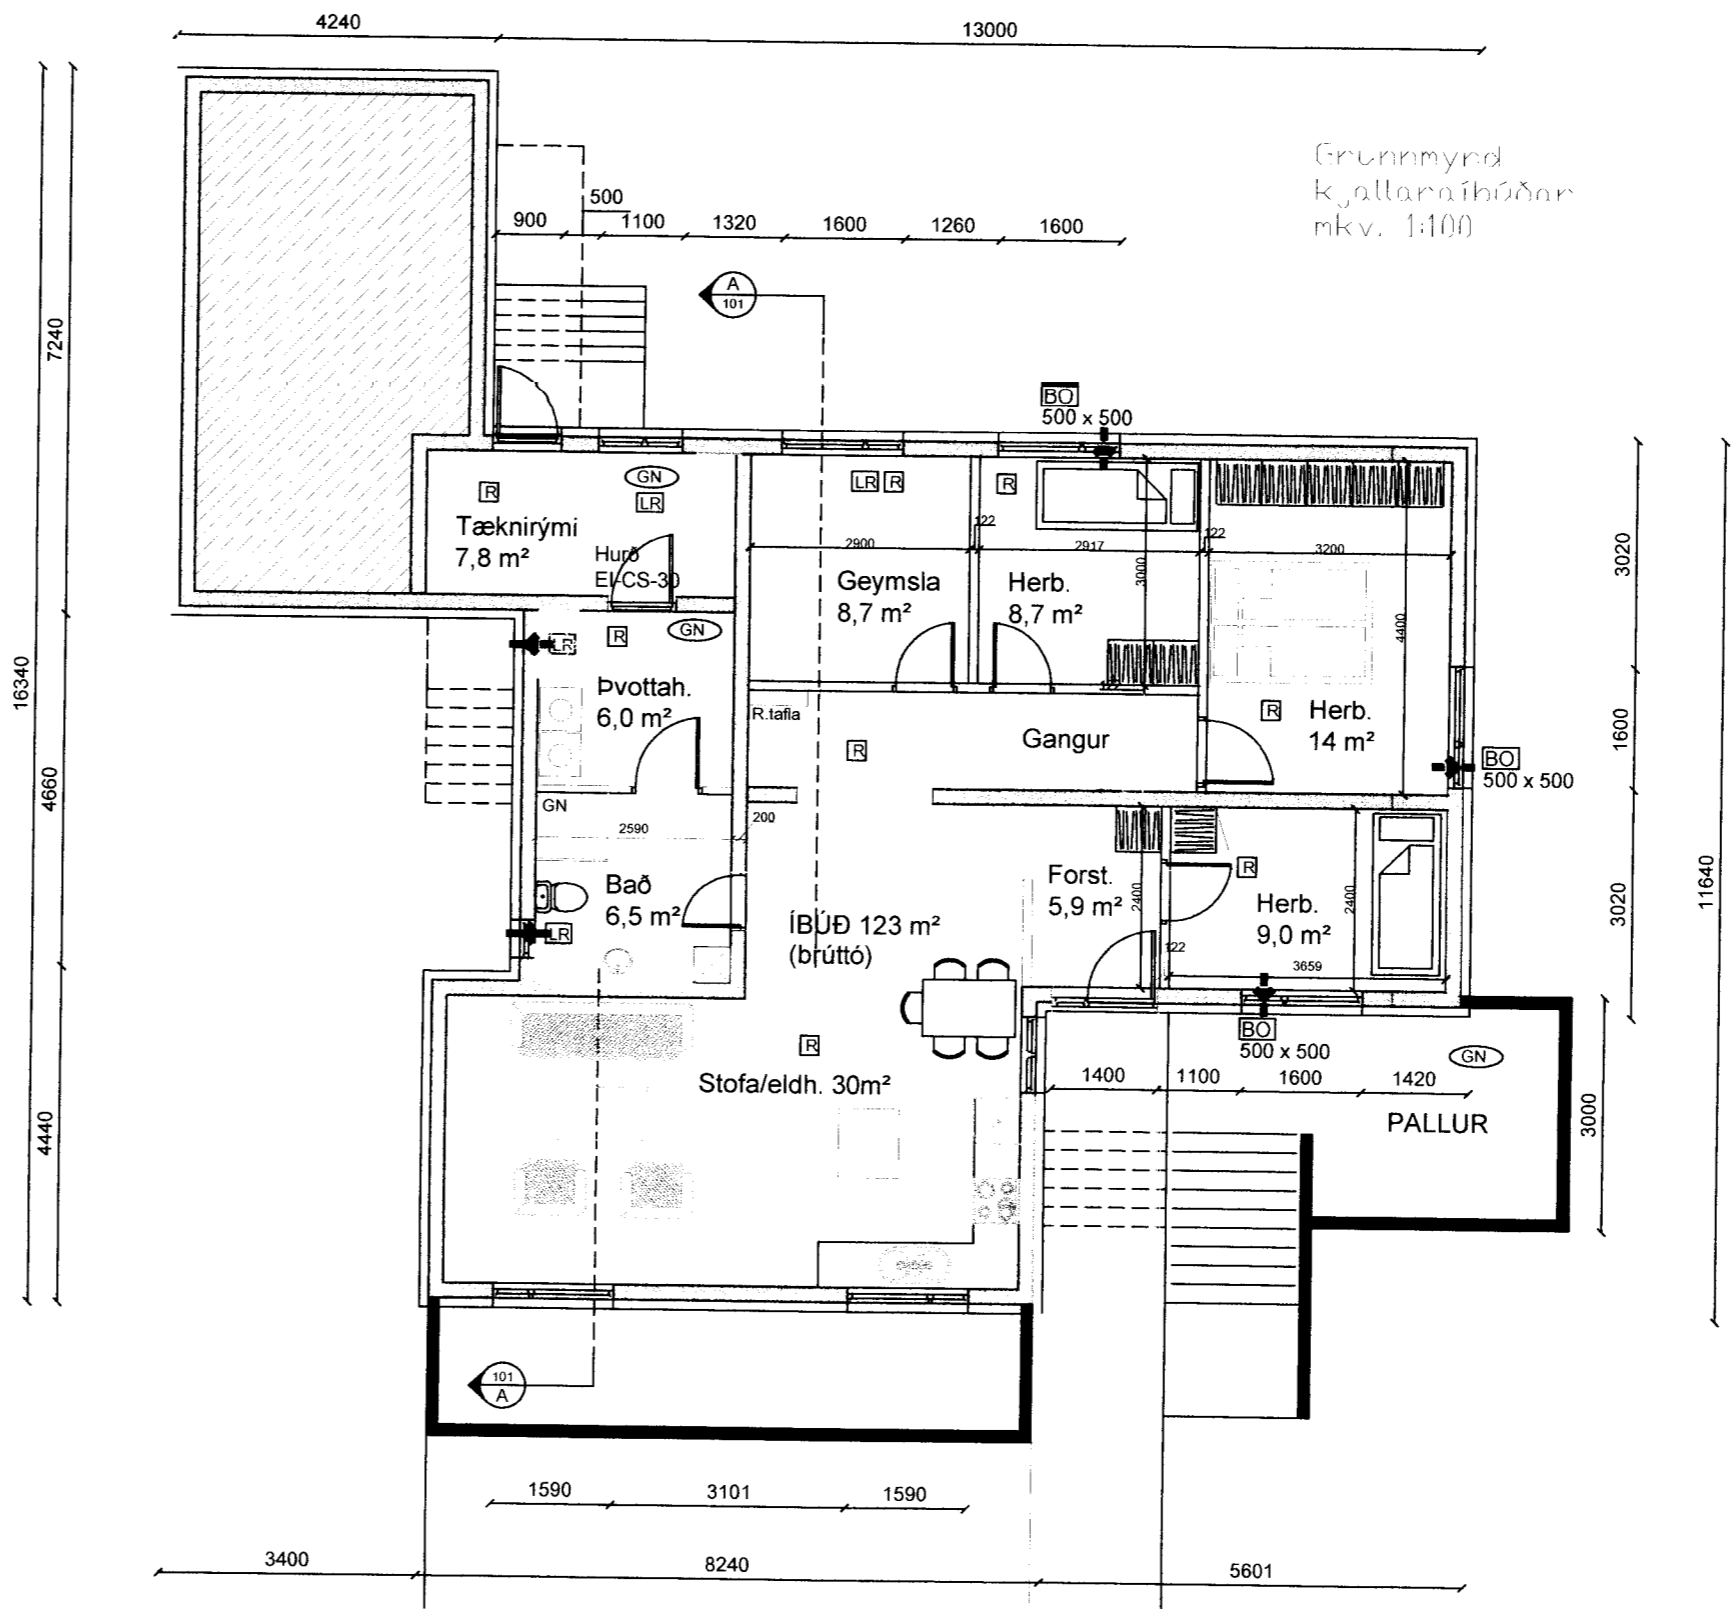 4240
13000
Grunnmynd
kjallaraíbúðar
mkv. 1:100
500
900
1100
1320
1600
1260
1600
A
101
7240
16340
4660
4440
BO
500 x 500
R
GN
LR
Tæknirými
7,8 m²
Hurð
EI-CS-30
LR
R
R
122
2900
2917
3000
122
3200
4400
Geymsla
8,7 m²
Herb.
8,7 m²
3020
1600
3020
11640
LR
R
GN
Þvottah.
6,0 m²
R.tafla
R
Gangur
122
R
Herb.
14 m²
BO
500 x 500
GN
2590
200
Bað
6,5 m²
LR
ÍBÚÐ 123 m²
(brúttó)
Forst.
5,9 m²
2400
R
Herb.
9,0 m²
2400
122
3659
R
Stofa/eldh. 30m²
BO
500 x 500
GN
1400
1100
1600
1420
PALLUR
3000
101
A
1590
3101
1590
3400
8240
5601